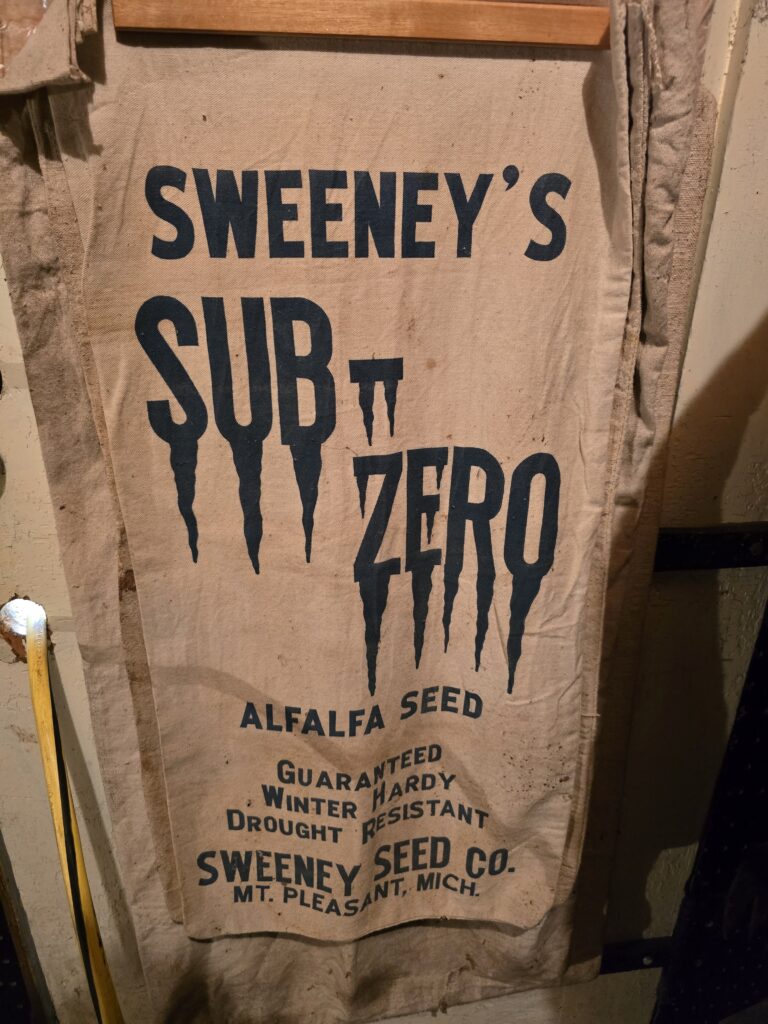 SWEENEY'S
SUB -
ZERO
ALFALFA SEED
GUARANTEED
WINTER HARDY
DROUGHT RESISTANT
SWEENEY SEED CO.
MT. PLEASANT, MICH.